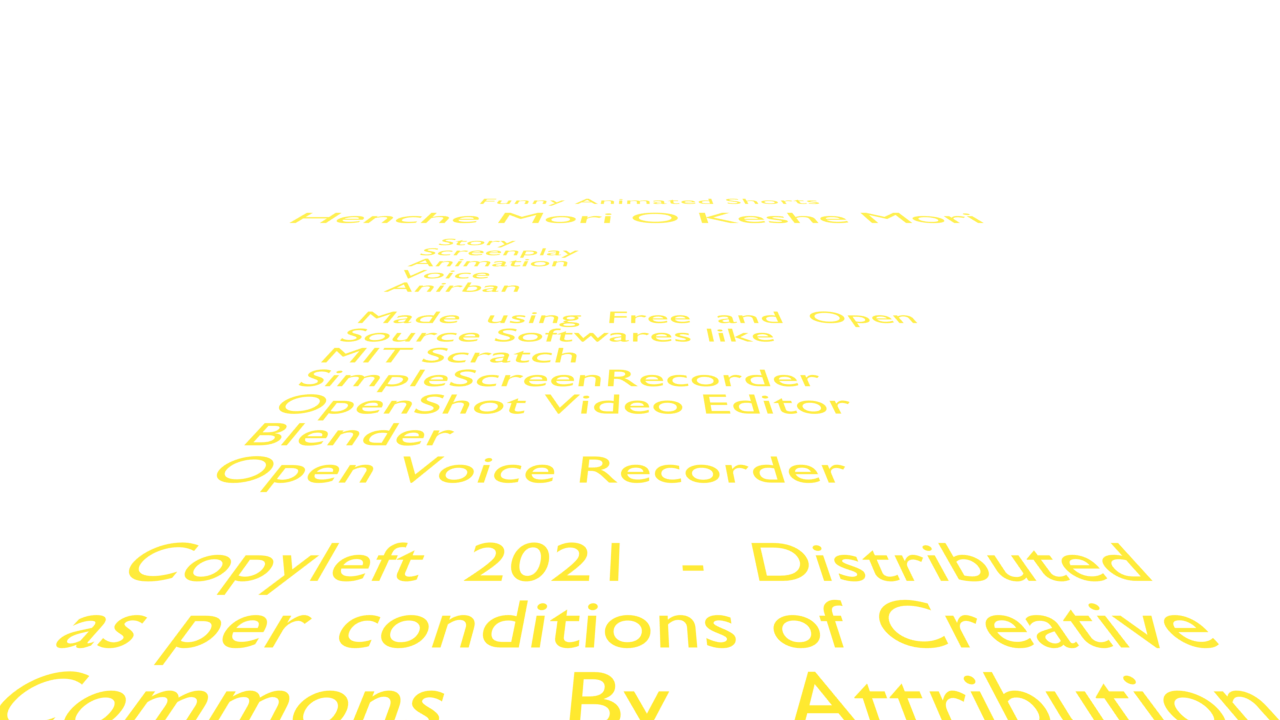 Funny Animated Shorts
Henche Mori O Keshe Mori
Story
Screenplay
Animation
Voice
Anirban
Made using Free and Open
Source Softwares like
MIT Scratch
SimpleScreenRecorder
OpenShot Video Editor
Blender
Open Voice Recorder
Copyleft 2021 - Distributed
as per conditions of Creative
Commons By Attribution